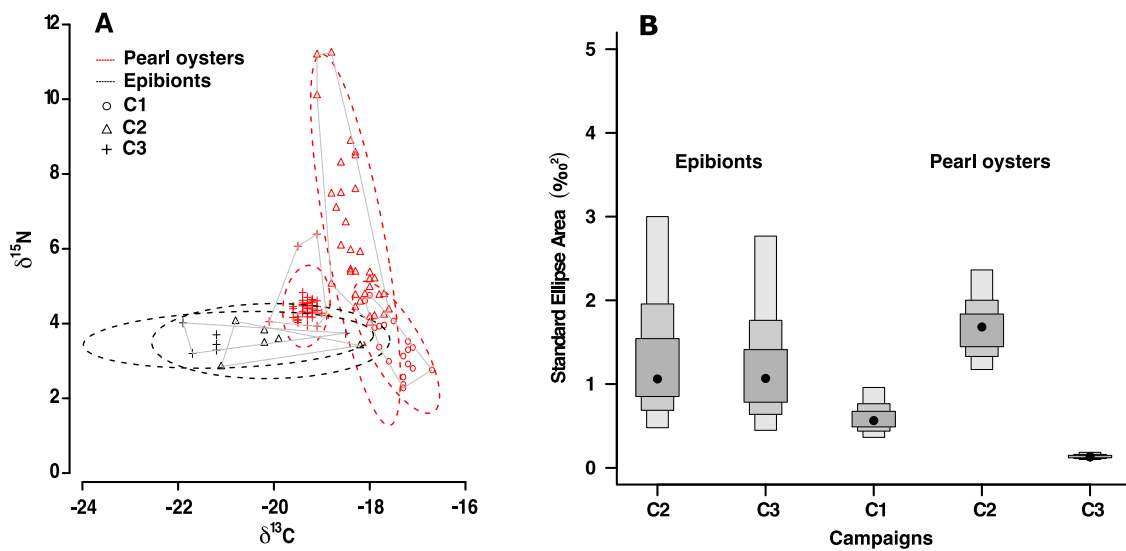 A
12
10
8
6
4
2
0
-24
-22
-20
-18
-16
δ¹³C
δ¹⁵N
Pearl oysters
Epibionts
C1
C2
C3
B
5
4
3
2
1
0
Standard Ellipse Area (‰²)
Epibionts
Pearl oysters
C2
C3
C1
C2
C3
Campaigns